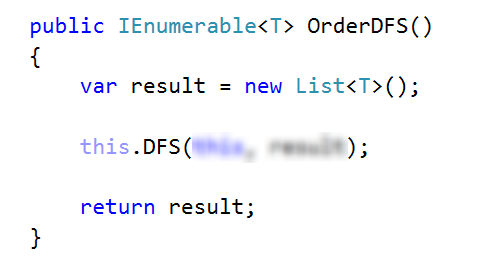 public IEnumerable<T> OrderDFS()
{
var result = new List<T>();
this.DFS();
return result;
}